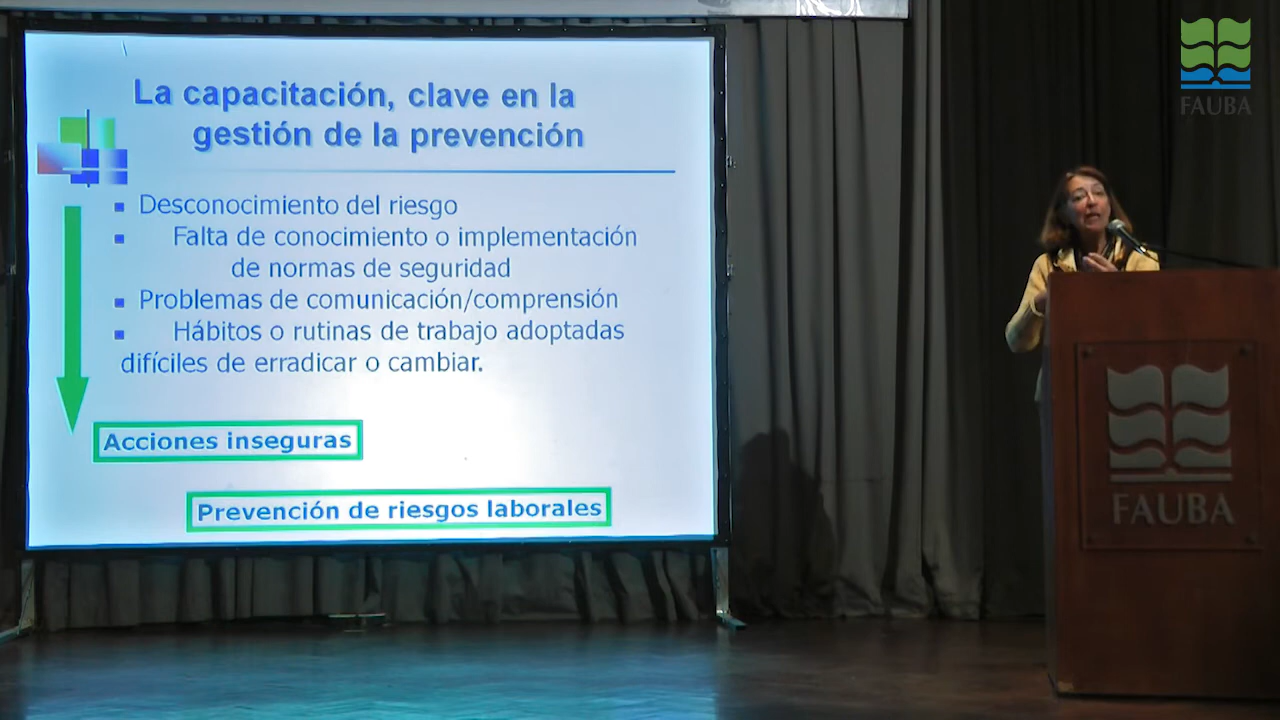 La capacitación, clave en la
gestión de la prevención
Desconocimiento del riesgo
Falta de conocimiento o implementación
de normas de seguridad
Problemas de comunicación/comprensión
Hábitos o rutinas de trabajo adoptadas
difíciles de erradicar o cambiar.
Acciones inseguras
Prevención de riesgos laborales
FAUBA
FAUBA